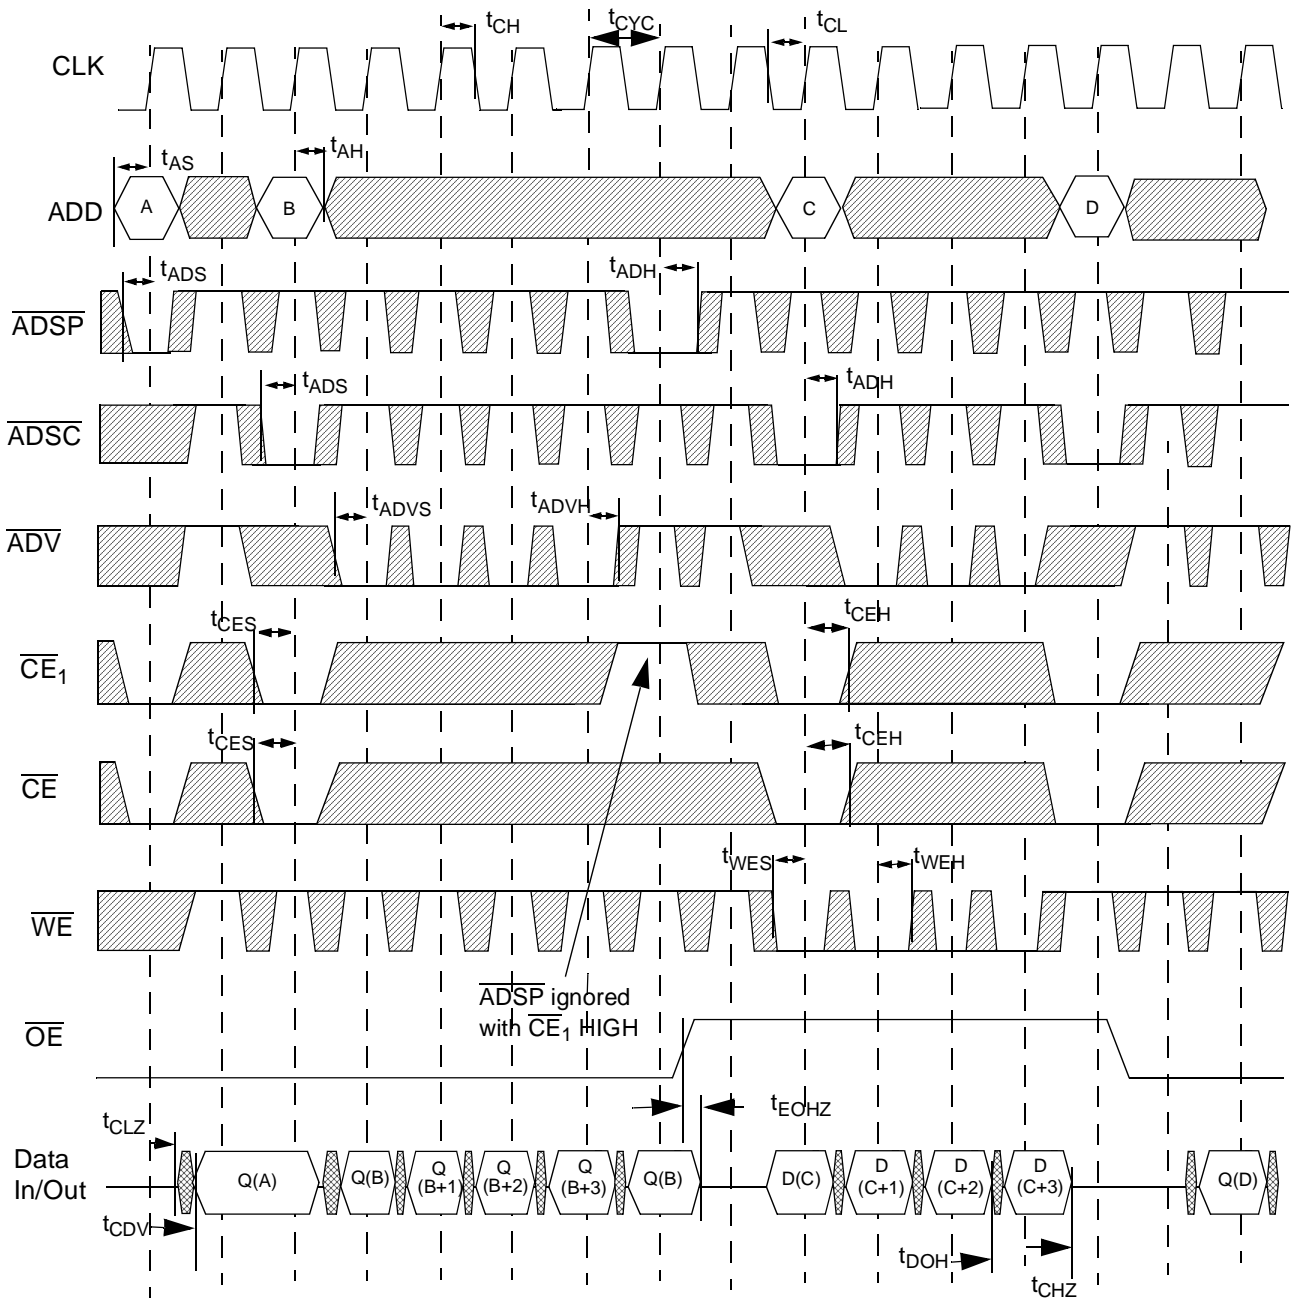 tCH tCYC tCL
CLK
tAS tAH
ADD A B C D
tADS tADH
ADSP
tADS tADH
ADSC
tADVS tADVH
ADV
tCES tCEH
CE1
tCES tCEH
CE
tWES tWEH
WE
ADSP ignored
with CE1 HIGH
OE
tEOHZ
tCLZ
Data
In/Out
Q(A) Q(B) Q
(B+1) Q
(B+2) Q
(B+3) Q(B) D(C) D
(C+1) D
(C+2) D
(C+3) Q(D)
tCDV
tDOH
tCHZ